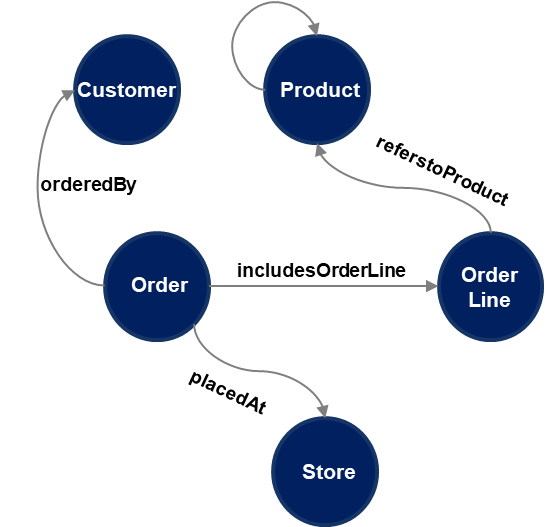 Customer
Product
referstoProduct
orderedBy
Order
includesOrderLine
Order
Line
placedAt
Store